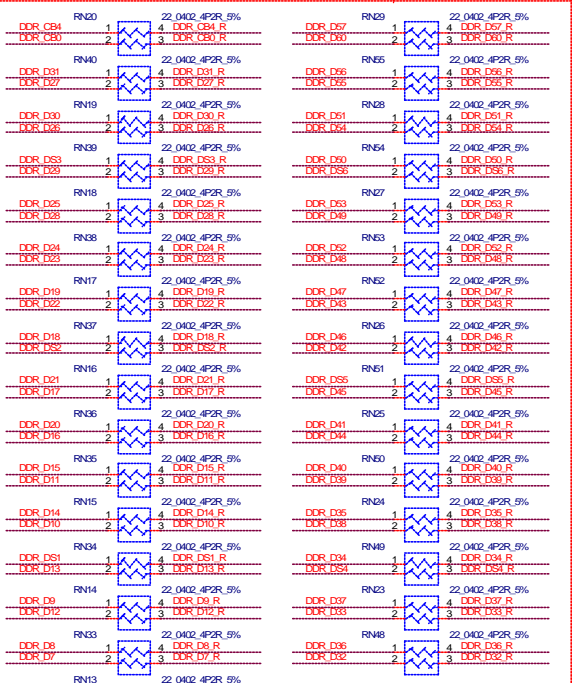 RN20 22_0402_4P2R_5%
DDR_CB4 1 4 DDR_CB4_R
DDR_CB0 2 3 DDR_CB0_R
RN40 22_0402_4P2R_5%
DDR_D31 1 4 DDR_D31_R
DDR_D27 2 3 DDR_D27_R
RN19 22_0402_4P2R_5%
DDR_D30 1 4 DDR_D30_R
DDR_D26 2 3 DDR_D26_R
RN39 22_0402_4P2R_5%
DDR_DS3 1 4 DDR_DS3_R
DDR_D29 2 3 DDR_D29_R
RN18 22_0402_4P2R_5%
DDR_D25 1 4 DDR_D25_R
DDR_D28 2 3 DDR_D28_R
RN38 22_0402_4P2R_5%
DDR_D24 1 4 DDR_D24_R
DDR_D23 2 3 DDR_D23_R
RN17 22_0402_4P2R_5%
DDR_D19 1 4 DDR_D19_R
DDR_D22 2 3 DDR_D22_R
RN37 22_0402_4P2R_5%
DDR_D18 1 4 DDR_D18_R
DDR_DS2 2 3 DDR_DS2_R
RN16 22_0402_4P2R_5%
DDR_D21 1 4 DDR_D21_R
DDR_D17 2 3 DDR_D17_R
RN36 22_0402_4P2R_5%
DDR_D20 1 4 DDR_D20_R
DDR_D16 2 3 DDR_D16_R
RN35 22_0402_4P2R_5%
DDR_D15 1 4 DDR_D15_R
DDR_D11 2 3 DDR_D11_R
RN15 22_0402_4P2R_5%
DDR_D14 1 4 DDR_D14_R
DDR_D10 2 3 DDR_D10_R
RN34 22_0402_4P2R_5%
DDR_DS1 1 4 DDR_DS1_R
DDR_D13 2 3 DDR_D13_R
RN14 22_0402_4P2R_5%
DDR_D9 1 4 DDR_D9_R
DDR_D12 2 3 DDR_D12_R
RN33 22_0402_4P2R_5%
DDR_D8 1 4 DDR_D8_R
DDR_D7 2 3 DDR_D7_R
RN13 22_0402_4P2R_5%
RN29 22_0402_4P2R_5%
DDR_D57 1 4 DDR_D57_R
DDR_D60 2 3 DDR_D60_R
RN55 22_0402_4P2R_5%
DDR_D56 1 4 DDR_D56_R
DDR_D55 2 3 DDR_D55_R
RN28 22_0402_4P2R_5%
DDR_D51 1 4 DDR_D51_R
DDR_D54 2 3 DDR_D54_R
RN54 22_0402_4P2R_5%
DDR_D50 1 4 DDR_D50_R
DDR_DS6 2 3 DDR_DS6_R
RN27 22_0402_4P2R_5%
DDR_D53 1 4 DDR_D53_R
DDR_D49 2 3 DDR_D49_R
RN53 22_0402_4P2R_5%
DDR_D52 1 4 DDR_D52_R
DDR_D48 2 3 DDR_D48_R
RN52 22_0402_4P2R_5%
DDR_D47 1 4 DDR_D47_R
DDR_D43 2 3 DDR_D43_R
RN26 22_0402_4P2R_5%
DDR_D46 1 4 DDR_D46_R
DDR_D42 2 3 DDR_D42_R
RN51 22_0402_4P2R_5%
DDR_DS5 1 4 DDR_DS5_R
DDR_D45 2 3 DDR_D45_R
RN25 22_0402_4P2R_5%
DDR_D41 1 4 DDR_D41_R
DDR_D44 2 3 DDR_D44_R
RN50 22_0402_4P2R_5%
DDR_D40 1 4 DDR_D40_R
DDR_D39 2 3 DDR_D39_R
RN24 22_0402_4P2R_5%
DDR_D35 1 4 DDR_D35_R
DDR_D38 2 3 DDR_D38_R
RN49 22_0402_4P2R_5%
DDR_D34 1 4 DDR_D34_R
DDR_DS4 2 3 DDR_DS4_R
RN23 22_0402_4P2R_5%
DDR_D37 1 4 DDR_D37_R
DDR_D33 2 3 DDR_D33_R
RN48 22_0402_4P2R_5%
DDR_D36 1 4 DDR_D36_R
DDR_D32 2 3 DDR_D32_R